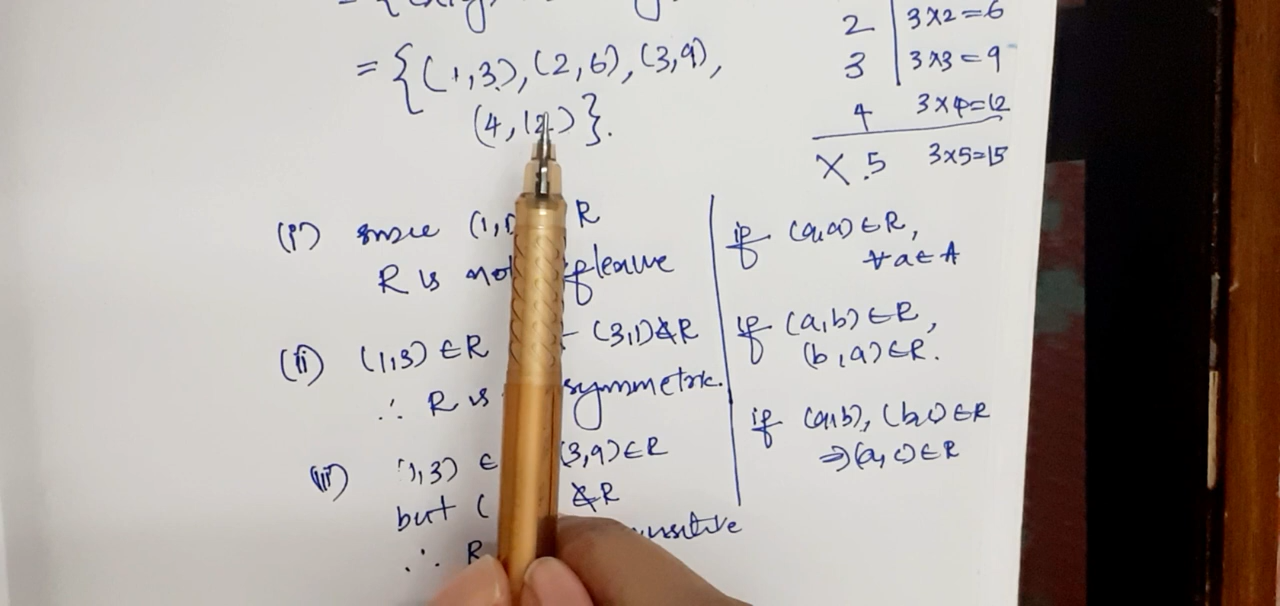 = {(1,3), (2,6), (3,9),
(4,12)}.
2 3×2=6
3 3×3=9
4 3×4=12
× .5 3×5=15
(i) since (1,1) R
R is not
(ii) (1,3) ∈R (3,1)∉R
∴ R is symmetric.
(iii) (1,3) ∈ (3,9)∈R
but ( ∉R
∴ R
if (a,a) ∈R,
∀a∈A
if (a,b) ∈R,
(b,a)∈R.
if (a,b), (b,c) ∈R
⇒(a,c)∈R